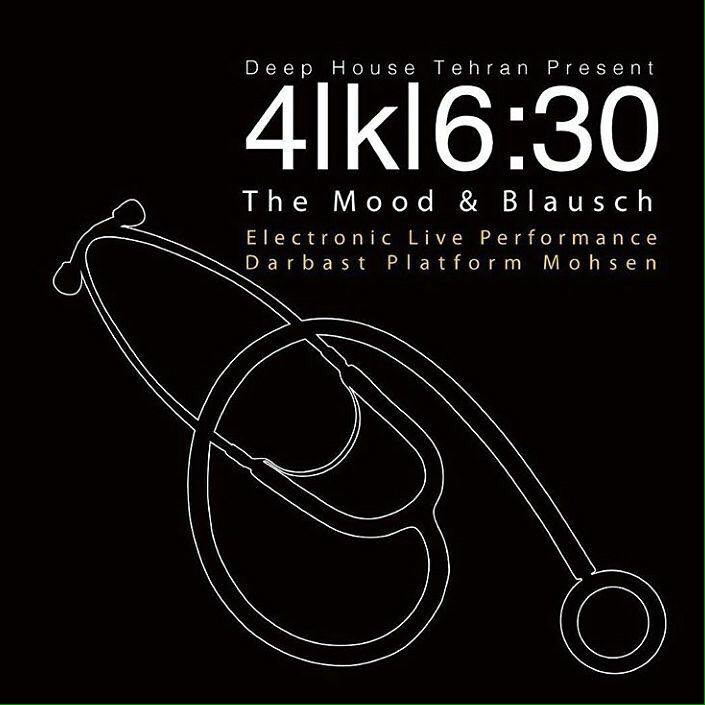 Deep House Tehran Present
4|k|6:30
The Mood & Blausch
Electronic Live Performance
Darbast Platform Mohsen